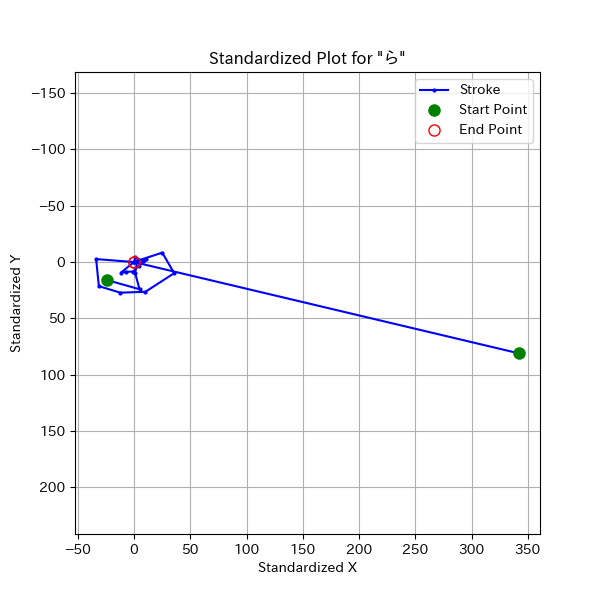 Standardized Plot for "ら"
Stroke
Start Point
End Point
Standardized Y
−150
−100
−50
0
50
100
150
200
−50 0 50 100 150 200 250 300 350
Standardized X